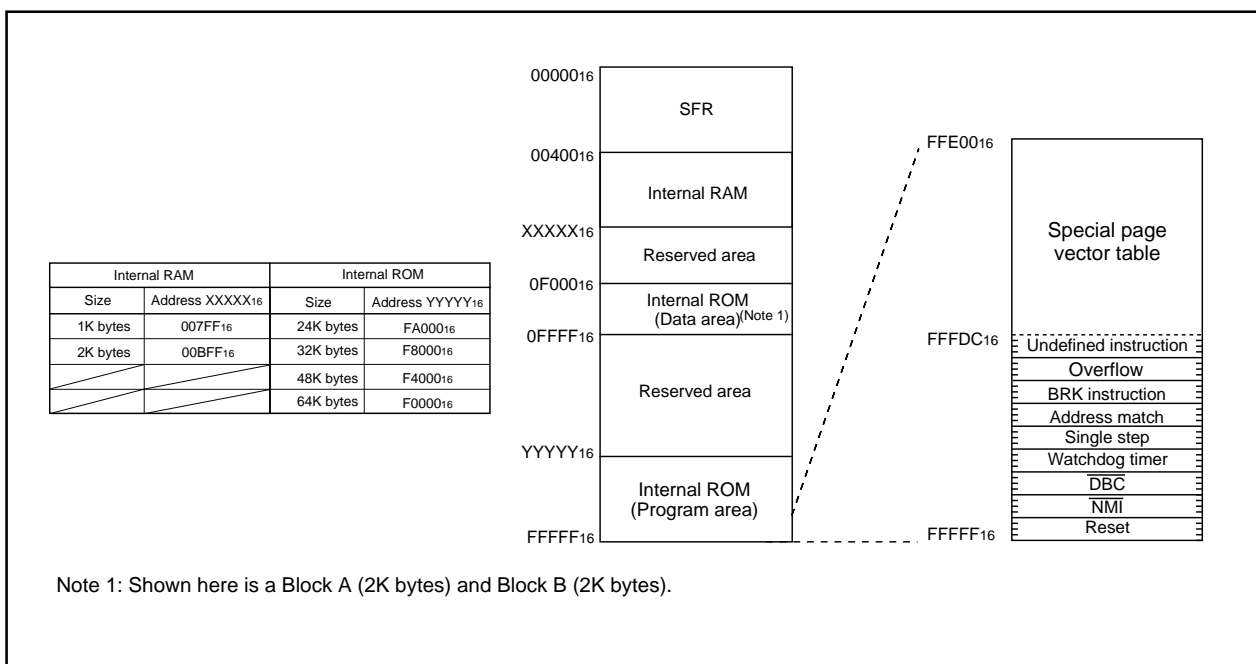 Internal RAM Internal ROM
Size Address XXXXX16 Size Address YYYYY16
1K bytes 007FF16 24K bytes FA00016
2K bytes 00BFF16 32K bytes F800016
48K bytes F400016
64K bytes F000016
0000016
SFR
0040016
Internal RAM
XXXXX16
Reserved area
0F00016
Internal ROM
(Data area)(Note 1)
0FFFF16
Reserved area
YYYYY16
Internal ROM
(Program area)
FFFFF16
FFE0016
Special page
vector table
FFFDC16
Undefined instruction
Overflow
BRK instruction
Address match
Single step
Watchdog timer
DBC
NMI
Reset
FFFFF16
Note 1: Shown here is a Block A (2K bytes) and Block B (2K bytes).